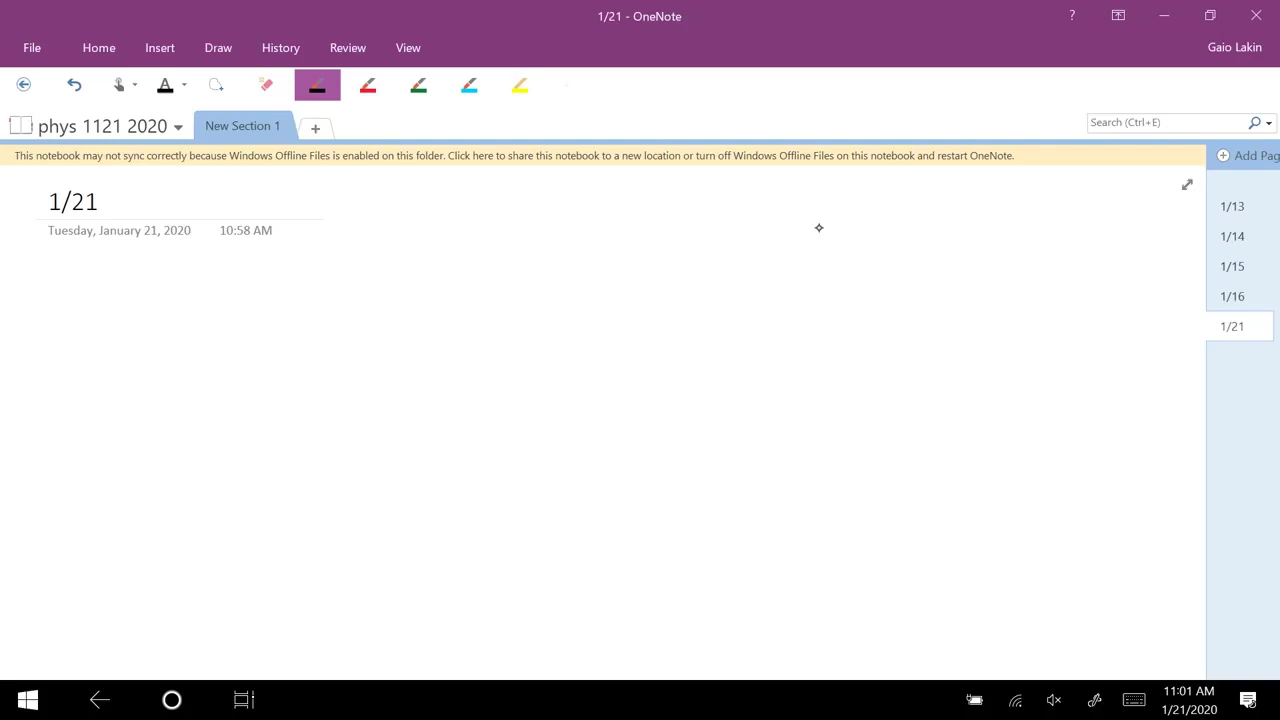 1/21 - OneNote
?
File Home Insert Draw History Review View
Gaio Lakin
A
phys 1121 2020
New Section 1
+
Search (Ctrl+E)
This notebook may not sync correctly because Windows Offline Files is enabled on this folder. Click here to share this notebook to a new location or turn off Windows Offline Files on this notebook and restart OneNote.
Add Pag
1/21
Tuesday, January 21, 2020 10:58 AM
1/13
1/14
1/15
1/16
1/21
11:01 AM
1/21/2020